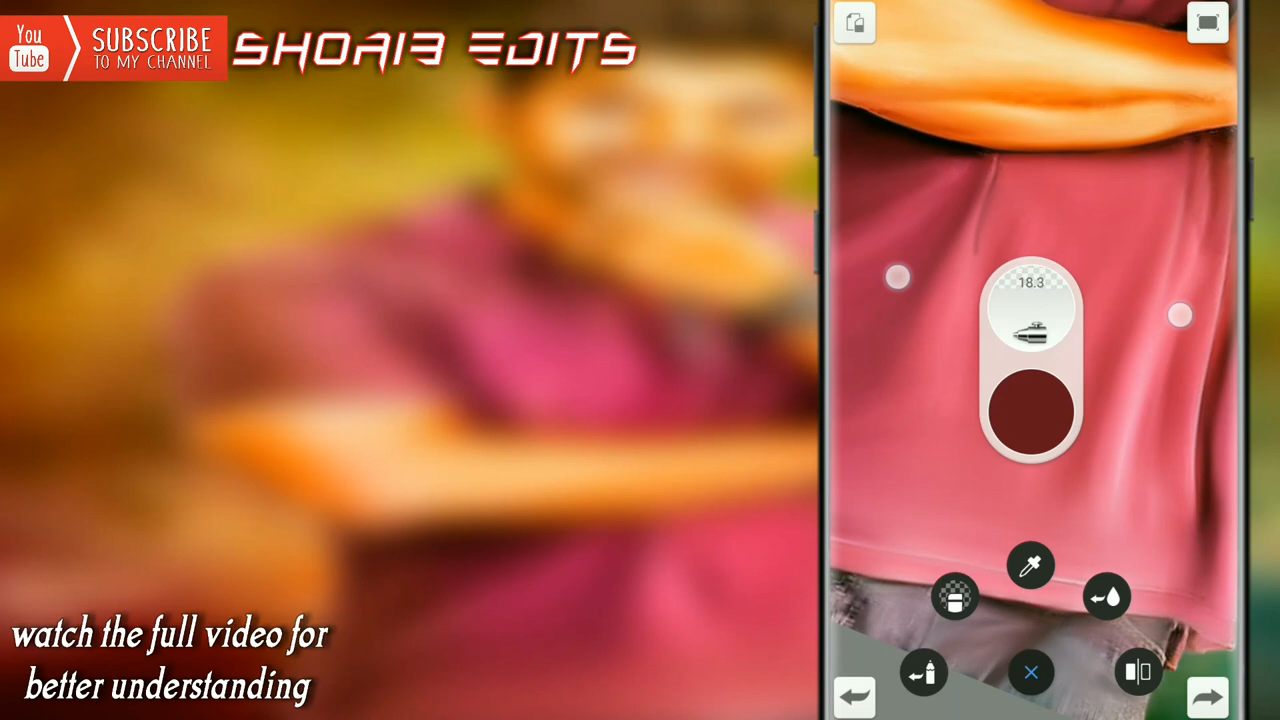 You
Tube
SUBSCRIBE
TO MY CHANNEL
SHOAIB EDITS
18.3
watch the full video for
better understanding